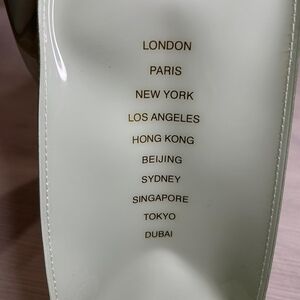 LONDON
PARIS
NEW YORK
LOS ANGELES
HONG KONG
BEIJING
SYDNEY
SINGAPORE
TOKYO
DUBAI